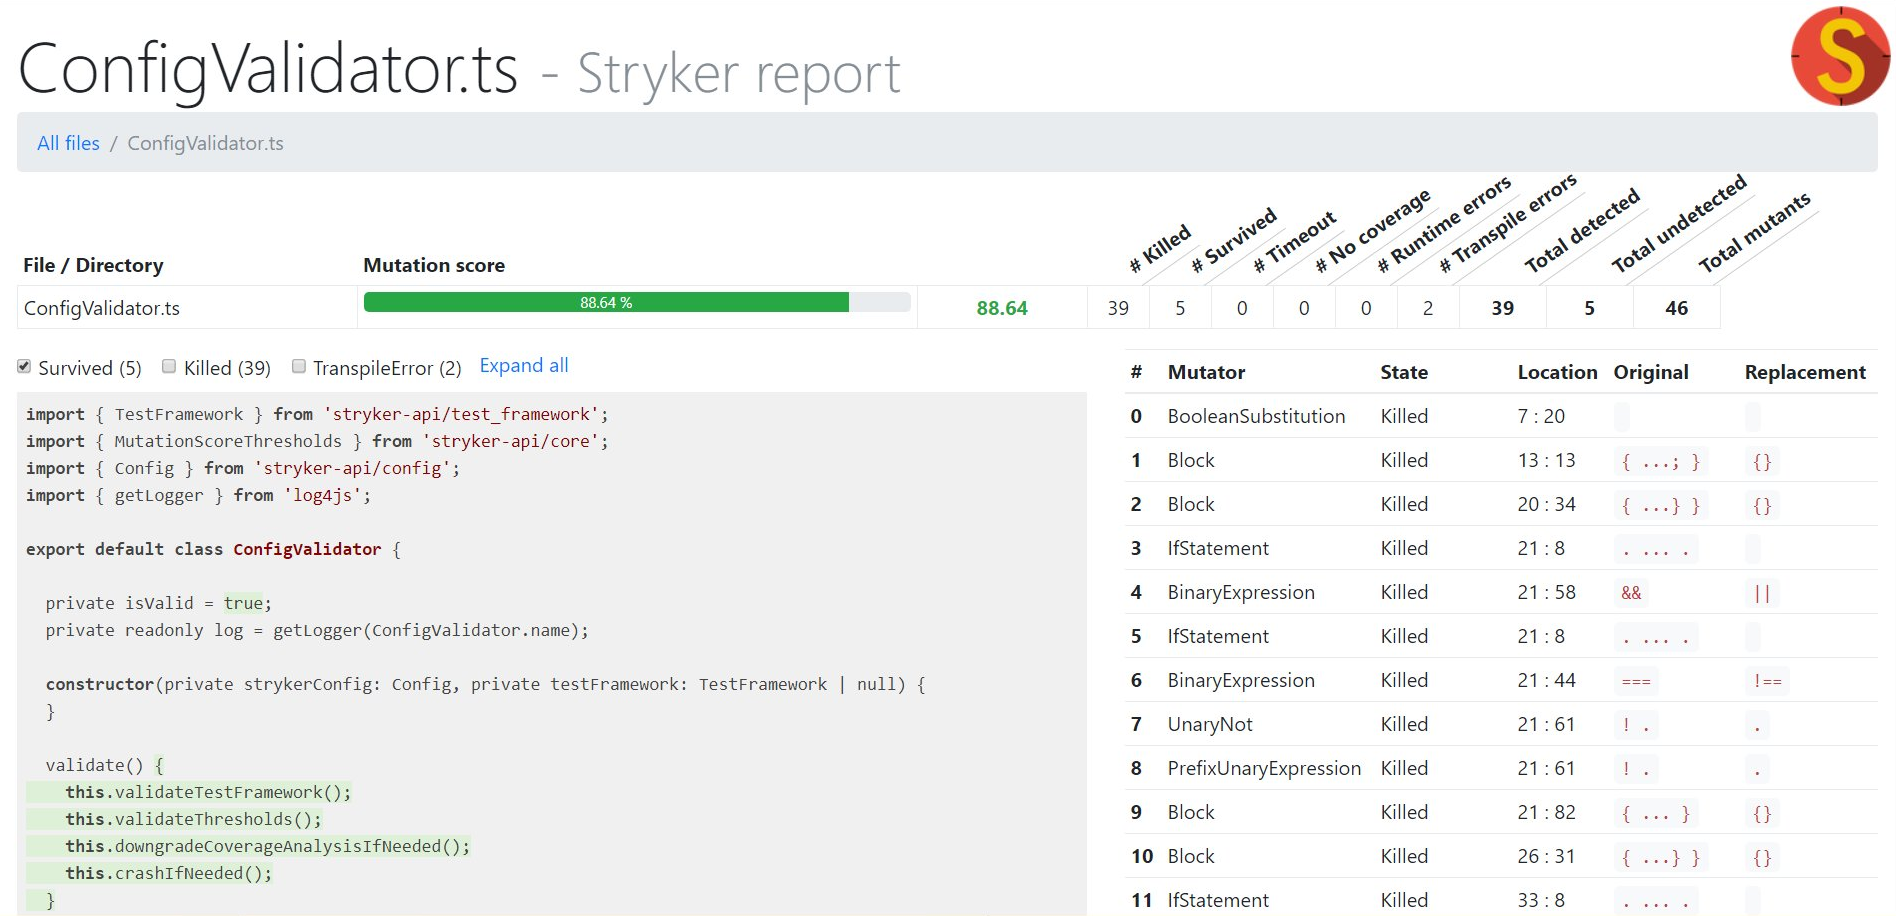 ConfigValidator.ts - Stryker report
S
All files / ConfigValidator.ts
File / Directory Mutation score # Killed # Survived # Timeout # No coverage # Runtime errors # Transpile errors Total detected Total undetected Total mutants
ConfigValidator.ts 88.64 % 88.64 39 5 0 0 0 2 39 5 46
Survived (5) Killed (39) TranspileError (2) Expand all
import { TestFramework } from 'stryker-api/test_framework';
import { MutationScoreThresholds } from 'stryker-api/core';
import { Config } from 'stryker-api/config';
import { getLogger } from 'log4js';
export default class ConfigValidator {
private isValid = true;
private readonly log = getLogger(ConfigValidator.name);
constructor(private strykerConfig: Config, private testFramework: TestFramework | null) {
}
validate() {
this.validateTestFramework();
this.validateThresholds();
this.downgradeCoverageAnalysisIfNeeded();
this.crashIfNeeded();
}
# Mutator State Location Original Replacement
0 BooleanSubstitution Killed 7 : 20
1 Block Killed 13 : 13 { ...; } {}
2 Block Killed 20 : 34 { ...} } {}
3 IfStatement Killed 21 : 8 . ... .
4 BinaryExpression Killed 21 : 58 && ||
5 IfStatement Killed 21 : 8 . ... .
6 BinaryExpression Killed 21 : 44 === !==
7 UnaryNot Killed 21 : 61 ! . .
8 PrefixUnaryExpression Killed 21 : 61 ! . .
9 Block Killed 21 : 82 { ... } {}
10 Block Killed 26 : 31 { ...} } {}
11 IfStatement Killed 33 : 8 . ... .